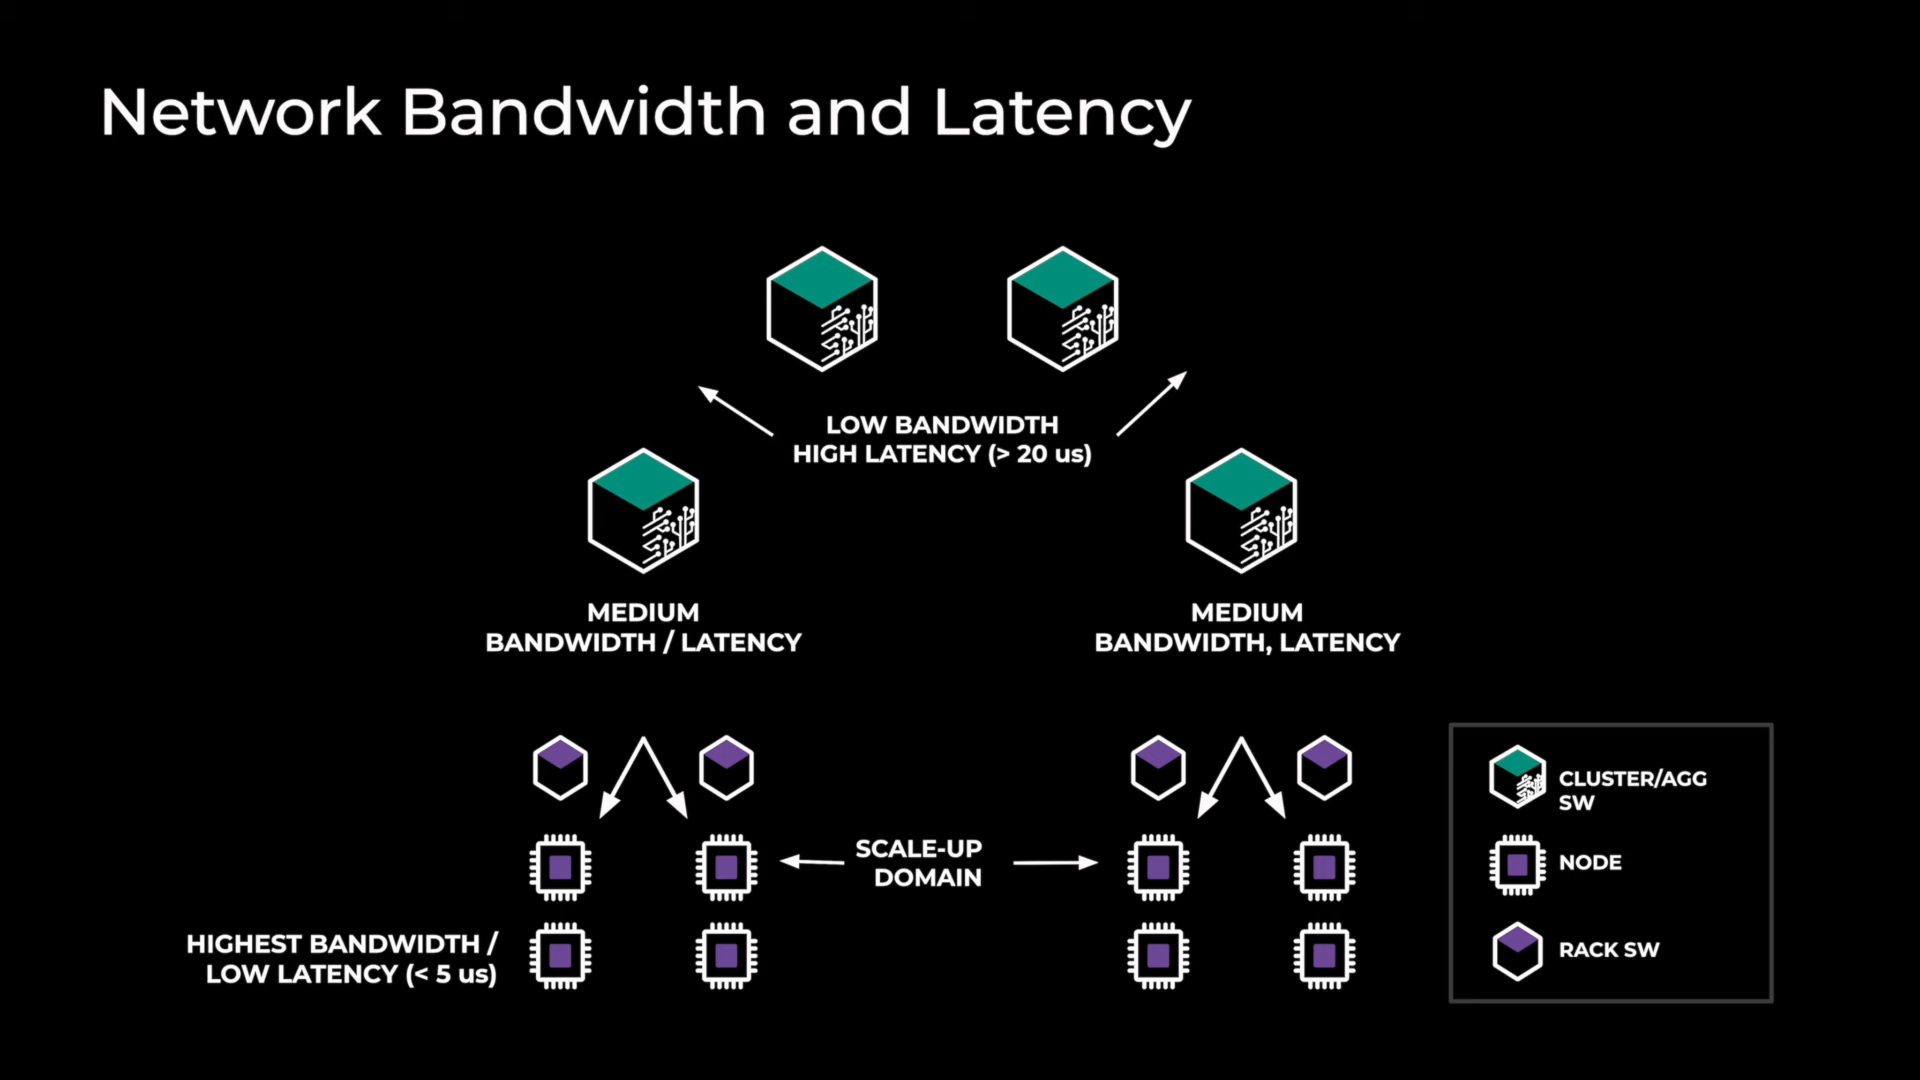 Network Bandwidth and Latency
LOW BANDWIDTH
HIGH LATENCY (> 20 us)
MEDIUM
BANDWIDTH / LATENCY
MEDIUM
BANDWIDTH, LATENCY
SCALE-UP
DOMAIN
HIGHEST BANDWIDTH /
LOW LATENCY (< 5 us)
CLUSTER/AGG
SW
NODE
RACK SW